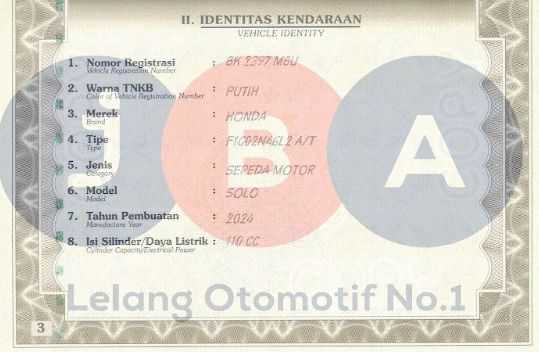 II. IDENTITAS KENDARAAN
VEHICLE IDENTITY
1. Nomor Registrasi : BK 2397 MBU
Vehicle Registration Number
2. Warna TNKB : PUTIH
Color of Vehicle Registration Number
3. Merek : HONDA
Brand
4. Tipe : F1C02N46L2 A/T
Type
5. Jenis : SEPEDA MOTOR
Category
6. Model : SOLO
Model
7. Tahun Pembuatan : 2024
Manufacture Year
8. Isi Silinder/Daya Listrik : 110 CC
Cylinder Capacity/Electrical Power
J B A
Lelang Otomotif No.1
3